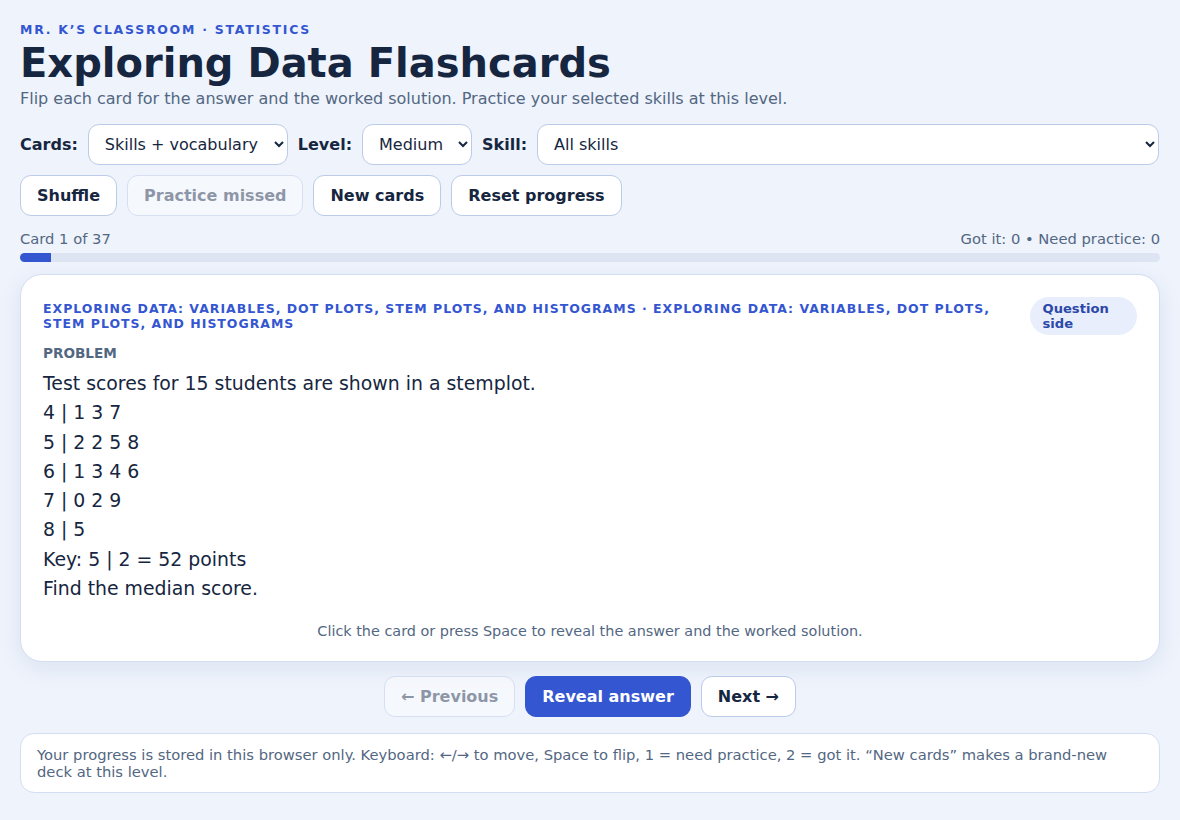 MR. K’S CLASSROOM · STATISTICS
Exploring Data Flashcards
Flip each card for the answer and the worked solution. Practice your selected skills at this level.
Cards: Skills + vocabulary Level: Medium Skill: All skills
Shuffle Practice missed New cards Reset progress
Card 1 of 37 Got it: 0 • Need practice: 0
EXPLORING DATA: VARIABLES, DOT PLOTS, STEM PLOTS, AND HISTOGRAMS · EXPLORING DATA: VARIABLES, DOT PLOTS,
STEM PLOTS, AND HISTOGRAMS
Question
side
PROBLEM
Test scores for 15 students are shown in a stemplot.
4 | 1 3 7
5 | 2 2 5 8
6 | 1 3 4 6
7 | 0 2 9
8 | 5
Key: 5 | 2 = 52 points
Find the median score.
Click the card or press Space to reveal the answer and the worked solution.
← Previous Reveal answer Next →
Your progress is stored in this browser only. Keyboard: ←/→ to move, Space to flip, 1 = need practice, 2 = got it. “New cards” makes a brand-new
deck at this level.